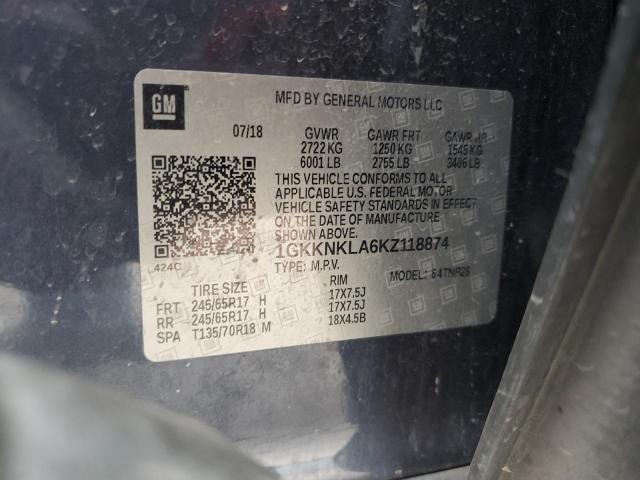 GM
MFD BY GENERAL MOTORS LLC
07/18 GVWR GAWR FRT GAWR RR
2722 KG 1250 KG 1545 KG
6001 LB 2755 LB 3406 LB
THIS VEHICLE CONFORMS TO ALL
APPLICABLE U.S. FEDERAL MOTOR
VEHICLE SAFETY STANDARDS IN EFFECT
ON THE DATE OF MANUFACTURE
1GKKNKLA6KZ118874
424C
TYPE: M.P.V. MODEL: 64TNR26
TIRE SIZE RIM
FRT 245/65R17 H 17X7.5J
RR 245/65R17 H 17X7.5J
SPA T135/70R18 M 18X4.5B